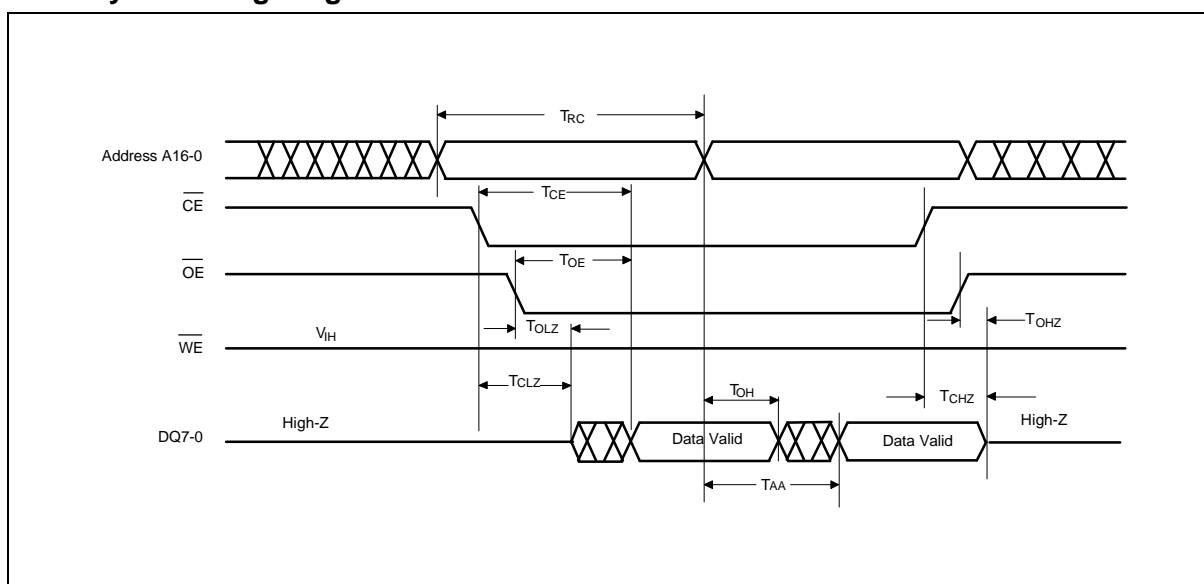 TRC
Address A16-0
TCE
CE
TOE
OE
TOLZ
TOHZ
VIH
WE
TCLZ
TOH
TCHZ
High-Z
High-Z
DQ7-0
Data Valid
Data Valid
TAA